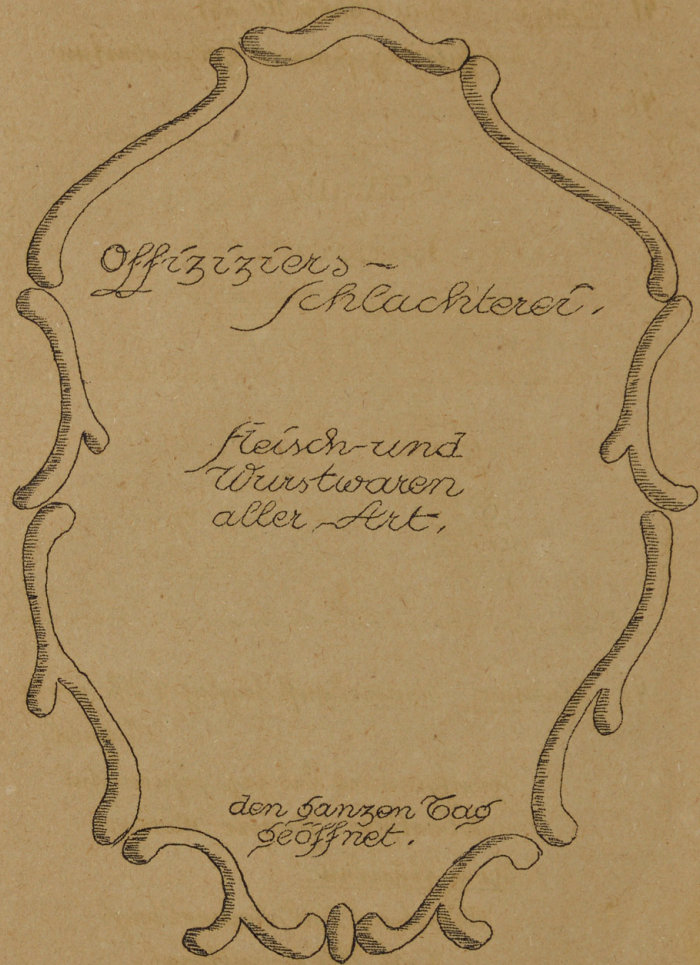 Offiziziers-
Schlachterei.
Fleisch-und
Wurstwaren
aller Art.
den ganzen Tag
geöffnet.